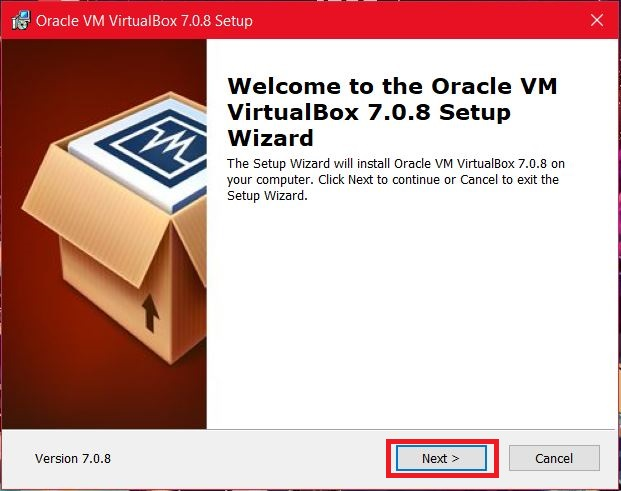 Oracle VM VirtualBox 7.0.8 Setup
Welcome to the Oracle VM
VirtualBox 7.0.8 Setup
Wizard
The Setup Wizard will install Oracle VM VirtualBox 7.0.8 on
your computer. Click Next to continue or Cancel to exit the
Setup Wizard.
Version 7.0.8
Next >
Cancel